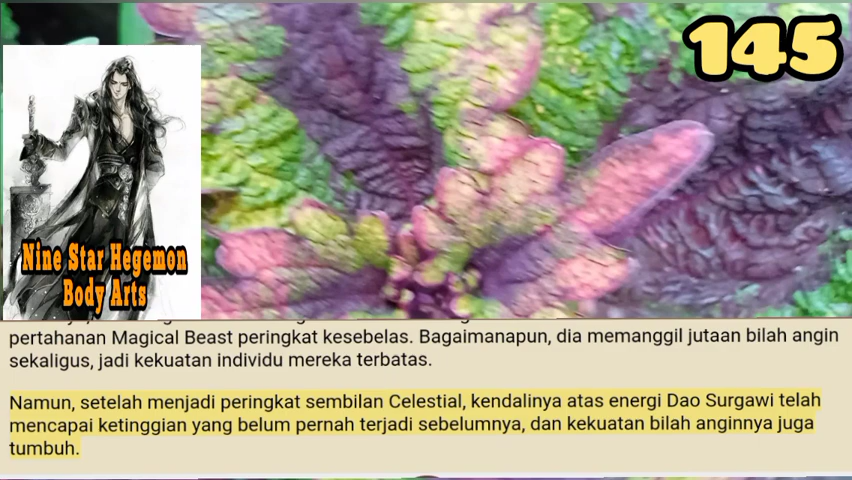 145
Nine Star Hegemon
Body Arts
pertahanan Magical Beast peringkat kesebelas. Bagaimanapun, dia memanggil jutaan bilah angin
sekaligus, jadi kekuatan individu mereka terbatas.
Namun, setelah menjadi peringkat sembilan Celestial, kendalinya atas energi Dao Surgawi telah
mencapai ketinggian yang belum pernah terjadi sebelumnya, dan kekuatan bilah anginnya juga
tumbuh.